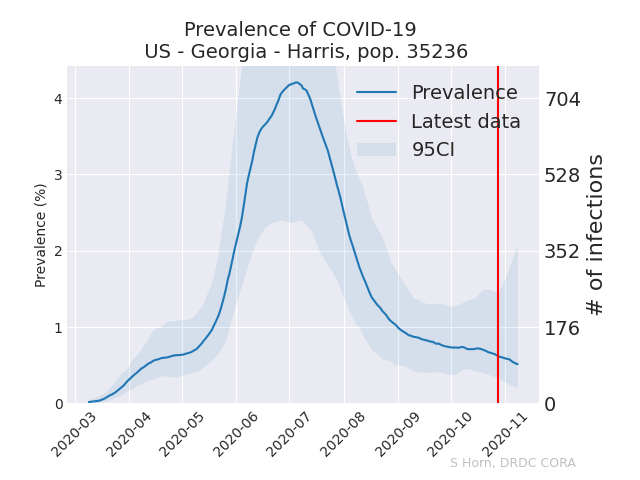 Prevalence of COVID-19
US - Georgia - Harris, pop. 35236
Prevalence
Latest data
95CI
Prevalence (%)
4
3
2
1
0
704
528
352
176
0
# of infections
2020-03
2020-04
2020-05
2020-06
2020-07
2020-08
2020-09
2020-10
2020-11
S Horn, DRDC CORA